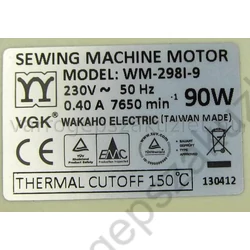 SEWING MACHINE MOTOR
MODEL: WM-298I-9
230V ~ 50 Hz
0.40 A 7650 min⁻¹ 90W
VGK WAKAHO ELECTRIC (TAIWAN MADE)
EMC
THERMAL CUTOFF 150℃
130412